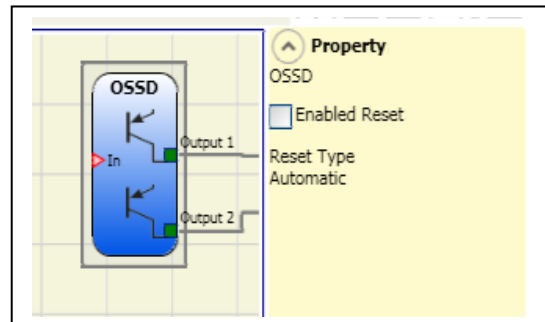 OSSD
Output 1
In
Output 2
Property
OSSD
Enabled Reset
Reset Type
Automatic